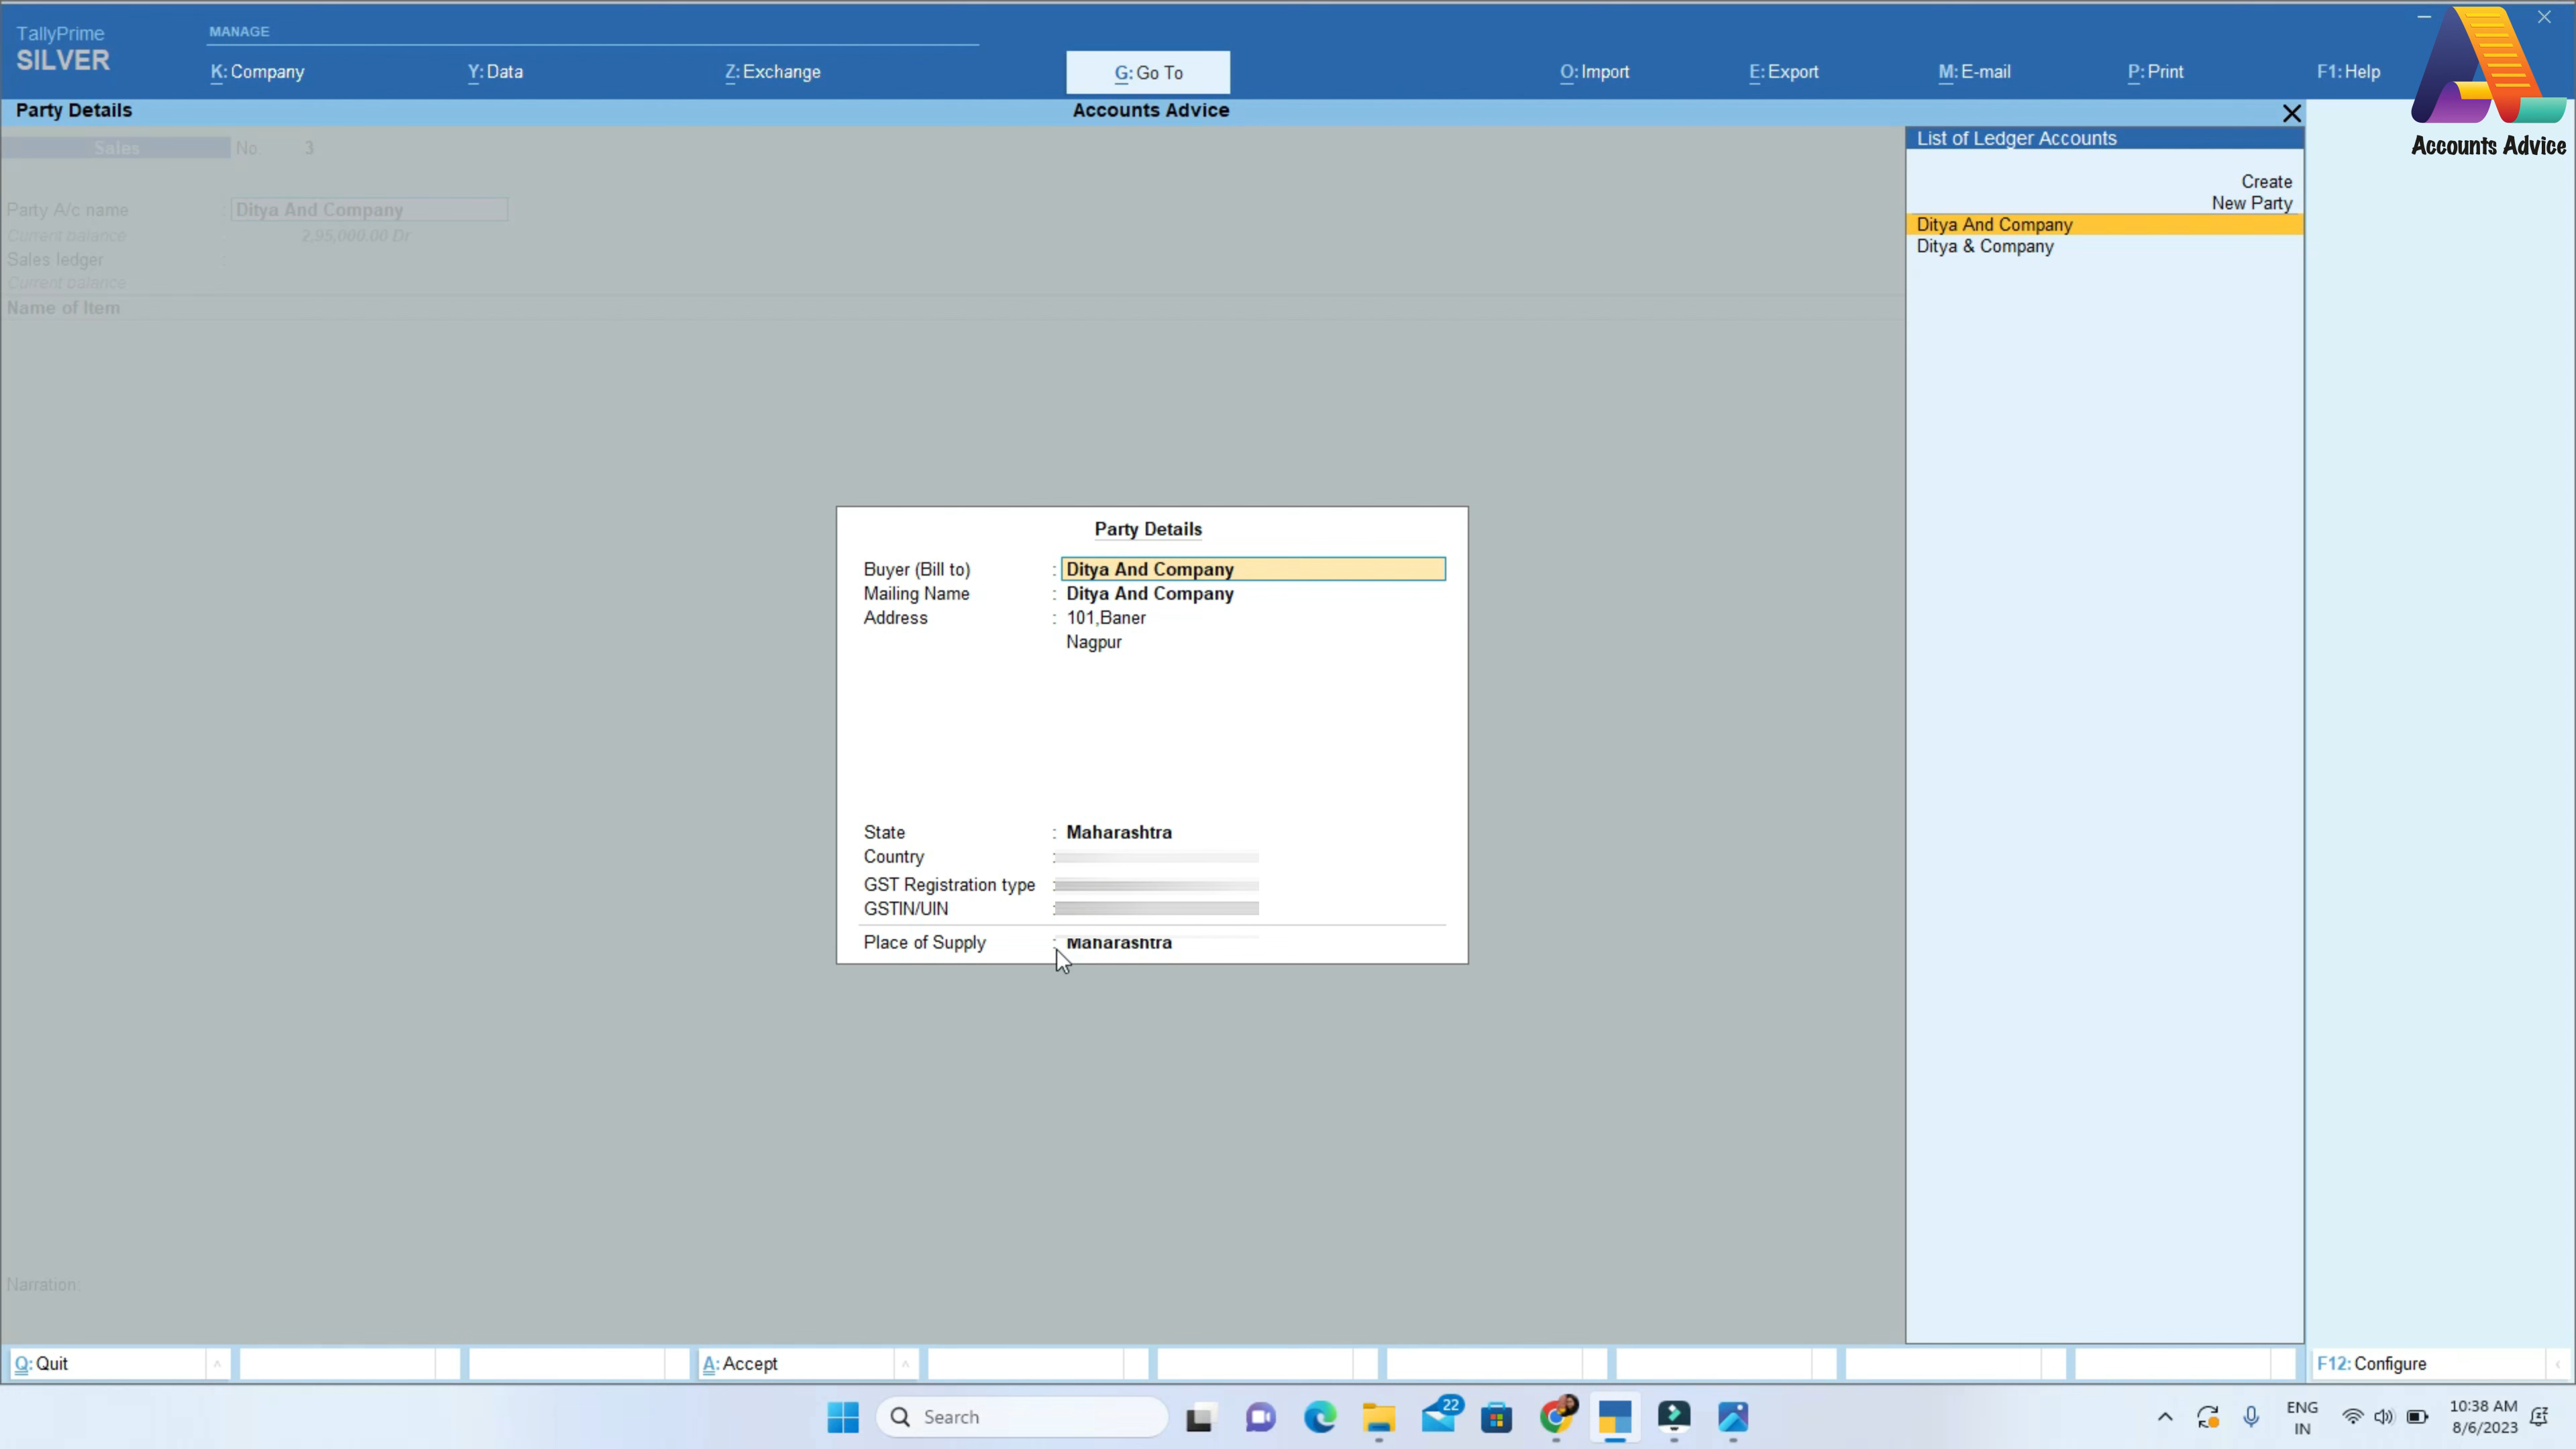 TallyPrime
SILVER
MANAGE
K: Company
Y: Data
Z: Exchange
G: Go To
O: Import
E: Export
M: E-mail
P: Print
F1: Help
Accounts Advice
Party Details
Accounts Advice
Sales
No.
3
Party A/c name : Ditya And Company
Current balance : 2,95,000.00 Dr
Sales ledger :
Current balance
Name of Item
List of Ledger Accounts
Create
New Party
Ditya And Company
Ditya & Company
Party Details
Buyer (Bill to) : Ditya And Company
Mailing Name : Ditya And Company
Address : 101,Baner
Nagpur
State : Maharashtra
Country :
GST Registration type :
GSTIN/UIN :
Place of Supply : Maharashtra
Narration:
Q: Quit
A: Accept
F12: Configure
Search
22
ENG
IN
10:38 AM
8/6/2023